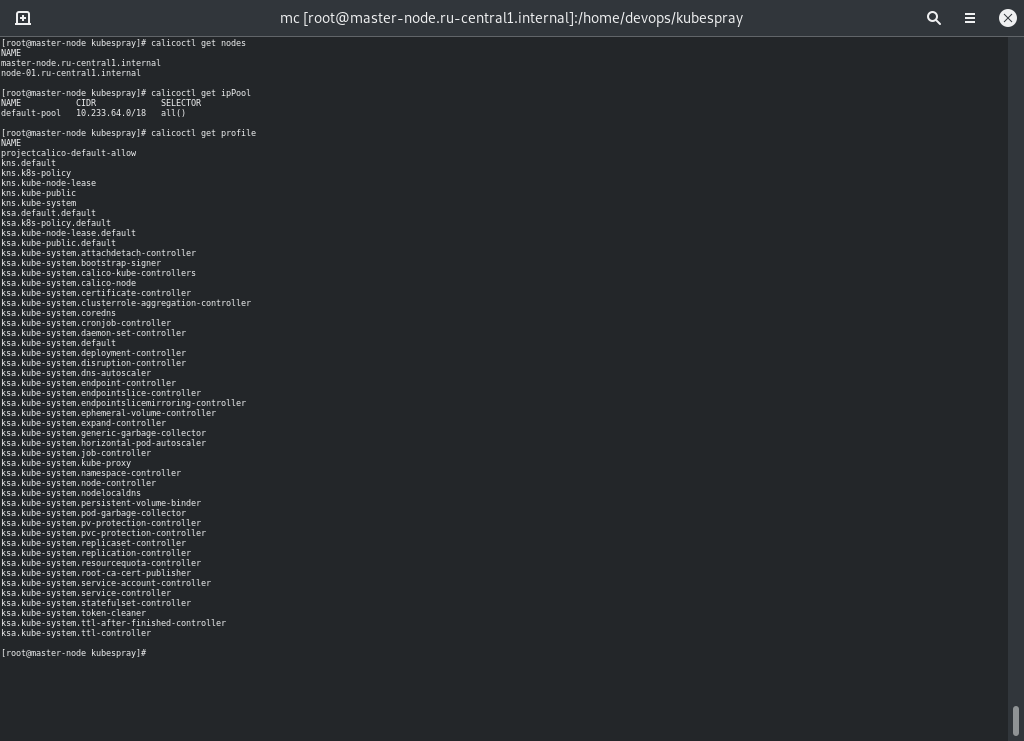 mc [root@master-node.ru-central1.internal]:/home/devops/kubespray
[root@master-node kubespray]# calicoctl get nodes
NAME
master-node.ru-central1.internal
node-01.ru-central1.internal
[root@master-node kubespray]# calicoctl get ipPool
NAME           CIDR             SELECTOR
default-pool   10.233.64.0/18   all()
[root@master-node kubespray]# calicoctl get profile
NAME
projectcalico-default-allow
kns.default
kns.k8s-policy
kns.kube-node-lease
kns.kube-public
kns.kube-system
ksa.default.default
ksa.k8s-policy.default
ksa.kube-node-lease.default
ksa.kube-public.default
ksa.kube-system.attachdetach-controller
ksa.kube-system.bootstrap-signer
ksa.kube-system.calico-kube-controllers
ksa.kube-system.calico-node
ksa.kube-system.certificate-controller
ksa.kube-system.clusterrole-aggregation-controller
ksa.kube-system.coredns
ksa.kube-system.cronjob-controller
ksa.kube-system.daemon-set-controller
ksa.kube-system.default
ksa.kube-system.deployment-controller
ksa.kube-system.disruption-controller
ksa.kube-system.dns-autoscaler
ksa.kube-system.endpoint-controller
ksa.kube-system.endpointslice-controller
ksa.kube-system.endpointslicemirroring-controller
ksa.kube-system.ephemeral-volume-controller
ksa.kube-system.expand-controller
ksa.kube-system.generic-garbage-collector
ksa.kube-system.horizontal-pod-autoscaler
ksa.kube-system.job-controller
ksa.kube-system.kube-proxy
ksa.kube-system.namespace-controller
ksa.kube-system.node-controller
ksa.kube-system.nodelocaldns
ksa.kube-system.persistent-volume-binder
ksa.kube-system.pod-garbage-collector
ksa.kube-system.pv-protection-controller
ksa.kube-system.pvc-protection-controller
ksa.kube-system.replicaset-controller
ksa.kube-system.replication-controller
ksa.kube-system.resourcequota-controller
ksa.kube-system.root-ca-cert-publisher
ksa.kube-system.service-account-controller
ksa.kube-system.service-controller
ksa.kube-system.statefulset-controller
ksa.kube-system.token-cleaner
ksa.kube-system.ttl-after-finished-controller
ksa.kube-system.ttl-controller
[root@master-node kubespray]#